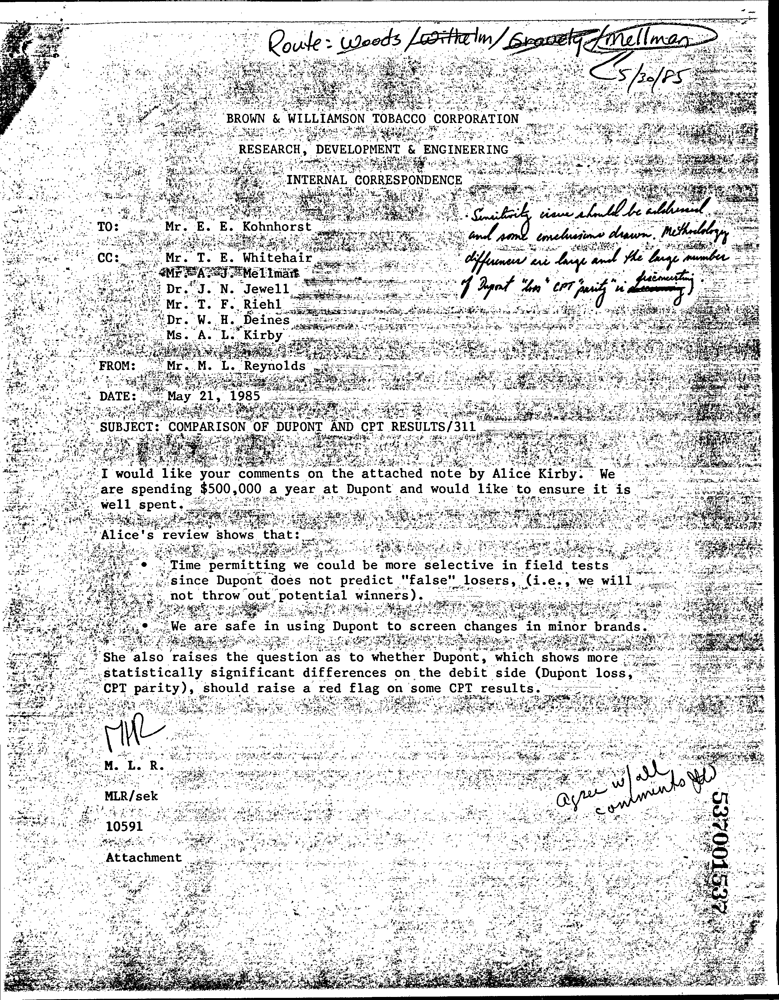 Route: Woods / Wilhelm / Gravely / Mellman
5/30/85
BROWN & WILLIAMSON TOBACCO CORPORATION
RESEARCH, DEVELOPMENT & ENGINEERING
INTERNAL CORRESPONDENCE
Sensitivity issue should be addressed
and some conclusions drawn. Methodology
differences are large and the large number
of Dupont "loss" CPT "parity" is disconcerting.
TO: Mr. E. E. Kohnhorst
CC: Mr. T. E. Whitehair
Mr. A. J. Mellman
Dr. J. N. Jewell
Mr. T. F. Riehl
Dr. W. H. Deines
Ms. A. L. Kirby
FROM: Mr. M. L. Reynolds
DATE: May 21, 1985
SUBJECT: COMPARISON OF DUPONT AND CPT RESULTS/311
I would like your comments on the attached note by Alice Kirby. We
are spending $500,000 a year at Dupont and would like to ensure it is
well spent.
Alice's review shows that:
• Time permitting we could be more selective in field tests
since Dupont does not predict "false" losers, (i.e., we will
not throw out potential winners).
• We are safe in using Dupont to screen changes in minor brands.
She also raises the question as to whether Dupont, which shows more
statistically significant differences on the debit side (Dupont loss,
CPT parity), should raise a red flag on some CPT results.
MLR
M. L. R.
MLR/sek
10591
Attachment
agree w/ all
comments
537001537